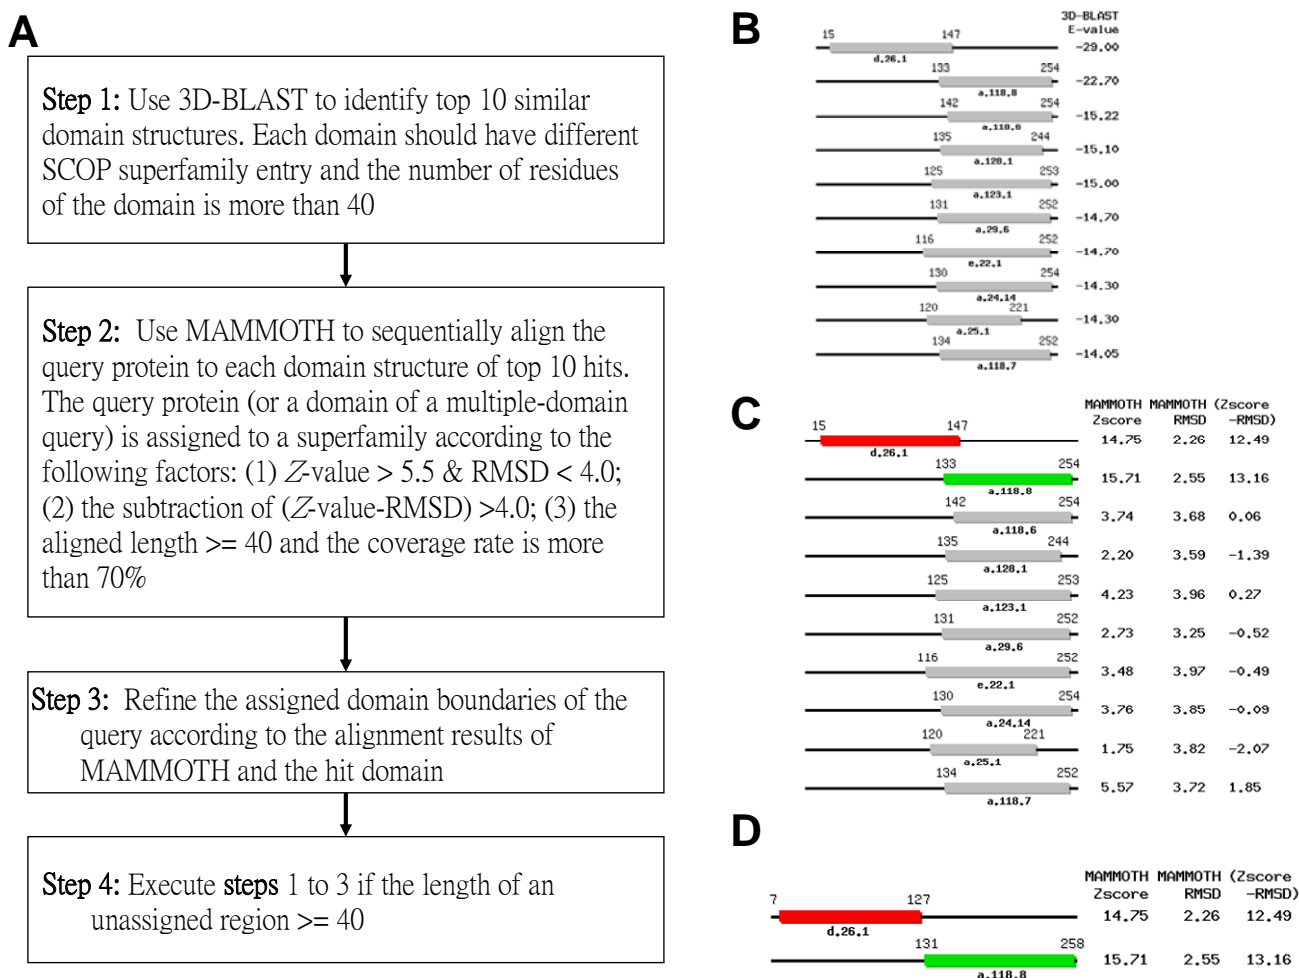 A
Step 1: Use 3D-BLAST to identify top 10 similar
domain structures. Each domain should have different
SCOP superfamily entry and the number of residues
of the domain is more than 40
Step 2: Use MAMMOTH to sequentially align the
query protein to each domain structure of top 10 hits.
The query protein (or a domain of a multiple-domain
query) is assigned to a superfamily according to the
following factors: (1) Z-value > 5.5 & RMSD < 4.0;
(2) the subtraction of (Z-value-RMSD) >4.0; (3) the
aligned length >= 40 and the coverage rate is more
than 70%
Step 3: Refine the assigned domain boundaries of the
query according to the alignment results of
MAMMOTH and the hit domain
Step 4: Execute steps 1 to 3 if the length of an
unassigned region >= 40
B
3D-BLAST
E-value
15 147
-29.00
d.26.1
133 254
-22.70
a.118.8
142 254
-15.22
a.118.6
135 244
-15.10
a.128.1
125 253
-15.00
a.123.1
131 252
-14.70
a.29.6
116 252
-14.70
e.22.1
130 254
-14.30
a.24.14
120 221
-14.30
a.25.1
134 252
-14.05
a.118.7
C
MAMMOTH MAMMOTH (Zscore
Zscore RMSD -RMSD)
15 147
14.75 2.26 12.49
d.26.1
133 254
15.71 2.55 13.16
a.118.8
142 254
3.74 3.68 0.06
a.118.6
135 244
2.20 3.59 -1.39
a.128.1
125 253
4.23 3.96 0.27
a.123.1
131 252
2.73 3.25 -0.52
a.29.6
116 252
3.48 3.97 -0.49
e.22.1
130 254
3.76 3.85 -0.09
a.24.14
120 221
1.75 3.82 -2.07
a.25.1
134 252
5.57 3.72 1.85
a.118.7
D
MAMMOTH MAMMOTH (Zscore
Zscore RMSD -RMSD)
7 127
14.75 2.26 12.49
d.26.1
131 258
15.71 2.55 13.16
a.118.8